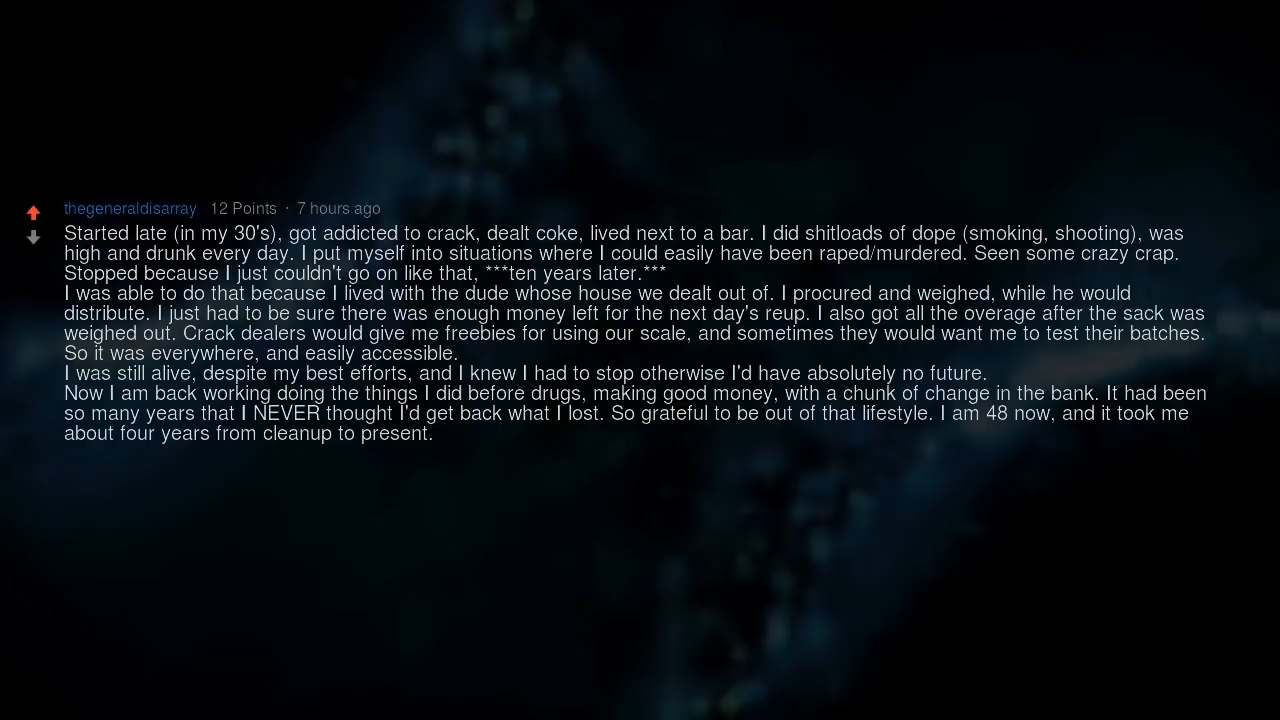 thegeneraldisarray 12 Points · 7 hours ago
Started late (in my 30's), got addicted to crack, dealt coke, lived next to a bar. I did shitloads of dope (smoking, shooting), was
high and drunk every day. I put myself into situations where I could easily have been raped/murdered. Seen some crazy crap.
Stopped because I just couldn't go on like that, ***ten years later.***
I was able to do that because I lived with the dude whose house we dealt out of. I procured and weighed, while he would
distribute. I just had to be sure there was enough money left for the next day's reup. I also got all the overage after the sack was
weighed out. Crack dealers would give me freebies for using our scale, and sometimes they would want me to test their batches.
So it was everywhere, and easily accessible.
I was still alive, despite my best efforts, and I knew I had to stop otherwise I'd have absolutely no future.
Now I am back working doing the things I did before drugs, making good money, with a chunk of change in the bank. It had been
so many years that I NEVER thought I'd get back what I lost. So grateful to be out of that lifestyle. I am 48 now, and it took me
about four years from cleanup to present.